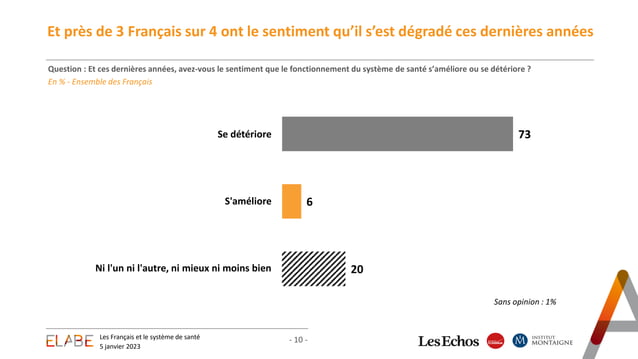 Et près de 3 Français sur 4 ont le sentiment qu’il s’est dégradé ces dernières années
Question : Et ces dernières années, avez-vous le sentiment que le fonctionnement du système de santé s’améliore ou se détériore ?
En % - Ensemble des Français
Se détériore
73
S'améliore
6
Ni l'un ni l'autre, ni mieux ni moins bien
20
Sans opinion : 1%
ELABE
Les Français et le système de santé
5 janvier 2023
- 10 -
Les Echos
INSTITUT
MONTAIGNE